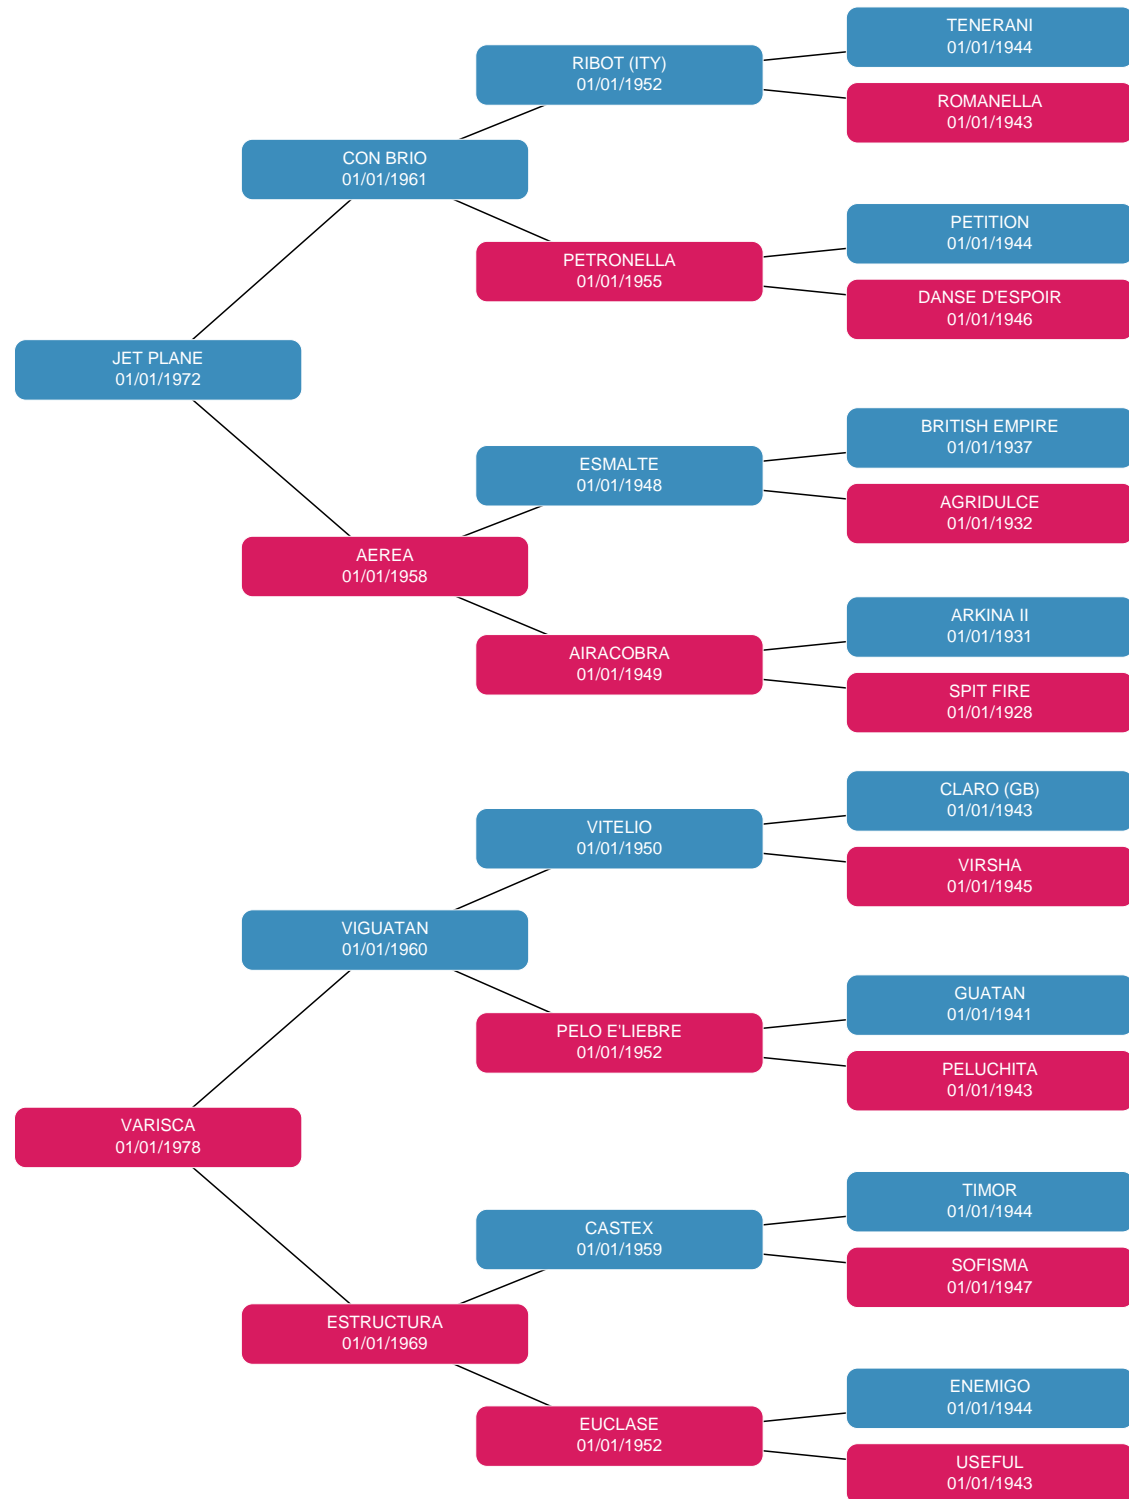 TENERANI
01/01/1944
RIBOT (ITY)
01/01/1952
ROMANELLA
01/01/1943
CON BRIO
01/01/1961
PETITION
01/01/1944
PETRONELLA
01/01/1955
DANSE D'ESPOIR
01/01/1946
JET PLANE
01/01/1972
BRITISH EMPIRE
01/01/1937
ESMALTE
01/01/1948
AGRIDULCE
01/01/1932
AEREA
01/01/1958
ARKINA II
01/01/1931
AIRACOBRA
01/01/1949
SPIT FIRE
01/01/1928
CLARO (GB)
01/01/1943
VITELIO
01/01/1950
VIRSHA
01/01/1945
VIGUATAN
01/01/1960
GUATAN
01/01/1941
PELO E'LIEBRE
01/01/1952
PELUCHITA
01/01/1943
VARISCA
01/01/1978
TIMOR
01/01/1944
CASTEX
01/01/1959
SOFISMA
01/01/1947
ESTRUCTURA
01/01/1969
ENEMIGO
01/01/1944
EUCLASE
01/01/1952
USEFUL
01/01/1943